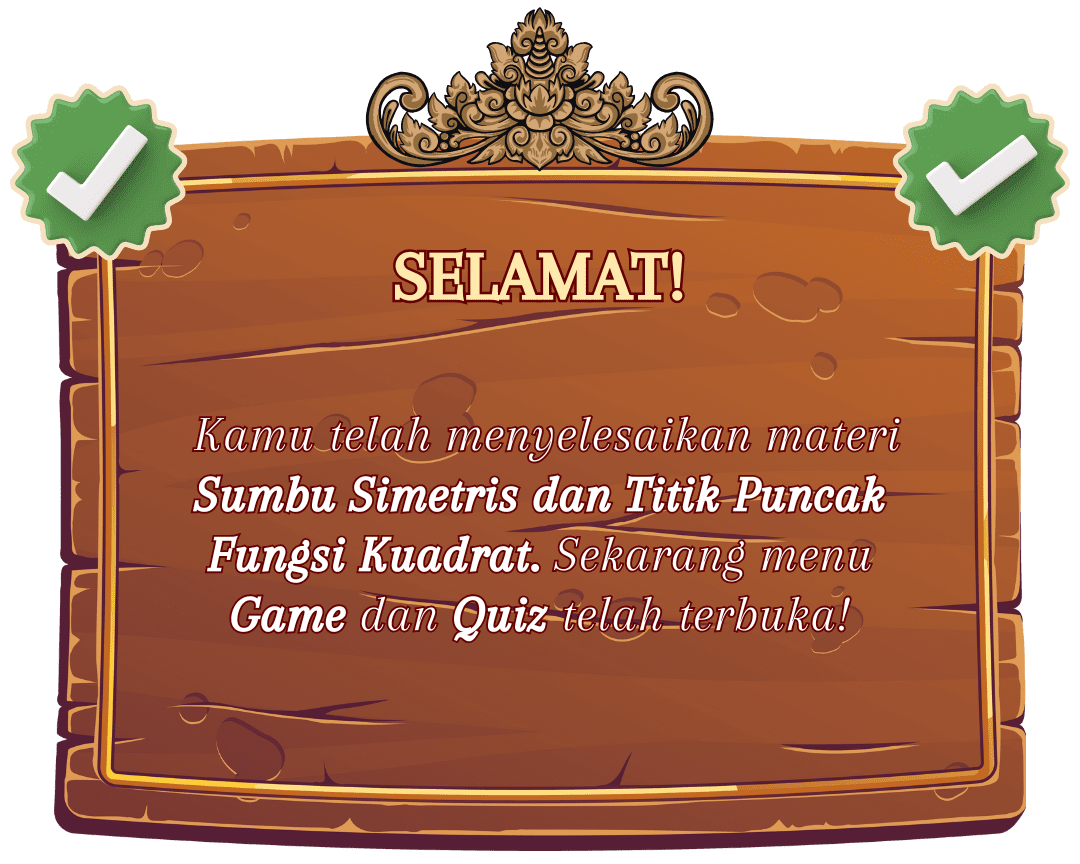 SELAMAT!
Kamu telah menyelesaikan materi
Sumbu Simetris dan Titik Puncak
Fungsi Kuadrat. Sekarang menu
Game dan Quiz telah terbuka!